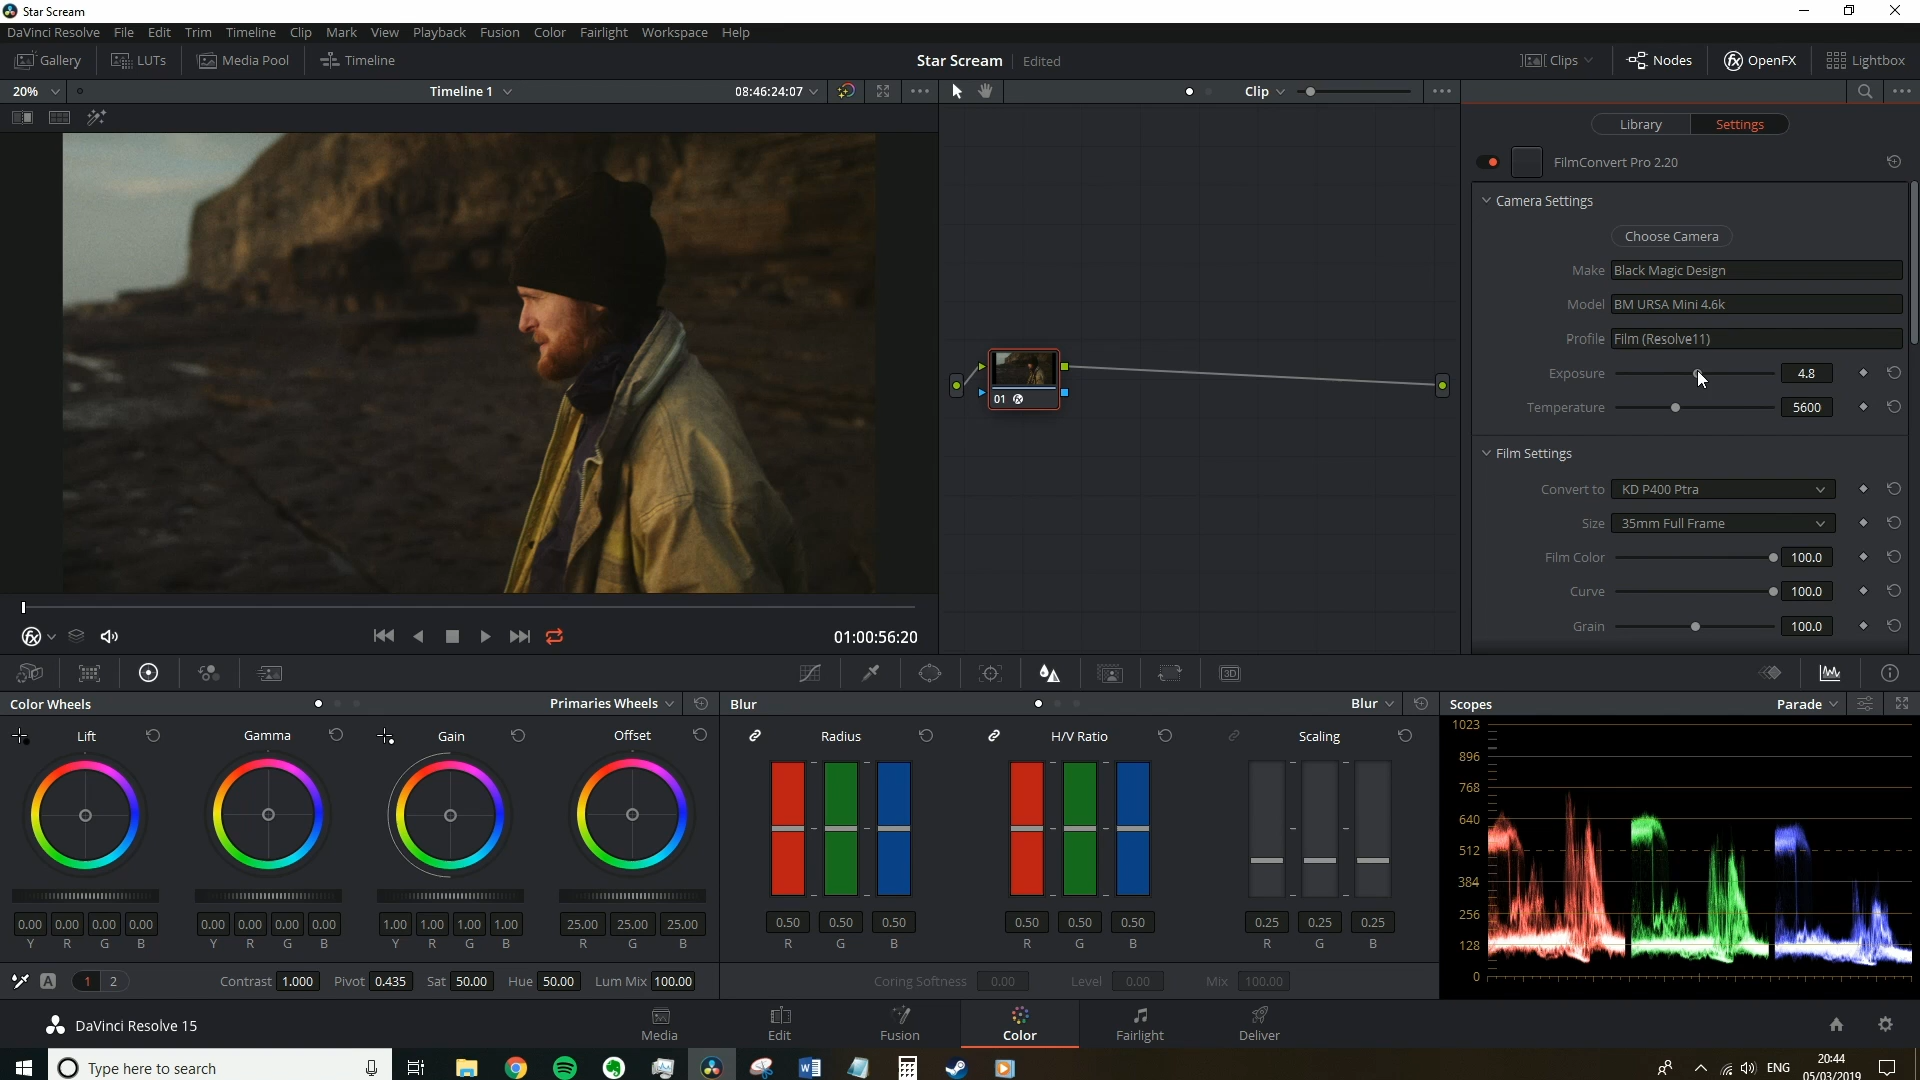 Star Scream
DaVinci Resolve File Edit Trim Timeline Clip Mark View Playback Fusion Color Fairlight Workspace Help
Gallery LUTs Media Pool Timeline Star Scream Edited Clips Nodes OpenFX Lightbox
20% Timeline 1 08:46:24:07 Clip
Library Settings
FilmConvert Pro 2.20
Camera Settings
Choose Camera
Make Black Magic Design
Model BM URSA Mini 4.6k
Profile Film (Resolve11)
Exposure 4.8
Temperature 5600
01
Film Settings
Convert to KD P400 Ptra
Size 35mm Full Frame
Film Color 100.0
Curve 100.0
Grain 100.0
01:00:56:20
3D
Color Wheels Primaries Wheels Blur Blur Scopes Parade
Lift Gamma Gain Offset Radius H/V Ratio Scaling
1023
896
768
640
512
384
256
128
0
0.00 0.00 0.00 0.00 0.00 0.00 0.00 0.00 1.00 1.00 1.00 1.00 25.00 25.00 25.00 0.50 0.50 0.50 0.50 0.50 0.50 0.25 0.25 0.25
Y R G B Y R G B Y R G B R G B R G B R G B R G B
A 1 2 Contrast 1.000 Pivot 0.435 Sat 50.00 Hue 50.00 Lum Mix 100.00 Coring Softness 0.00 Level 0.00 Mix 100.00
DaVinci Resolve 15 Media Edit Fusion Color Fairlight Deliver
Type here to search ENG 20:44
05/03/2019